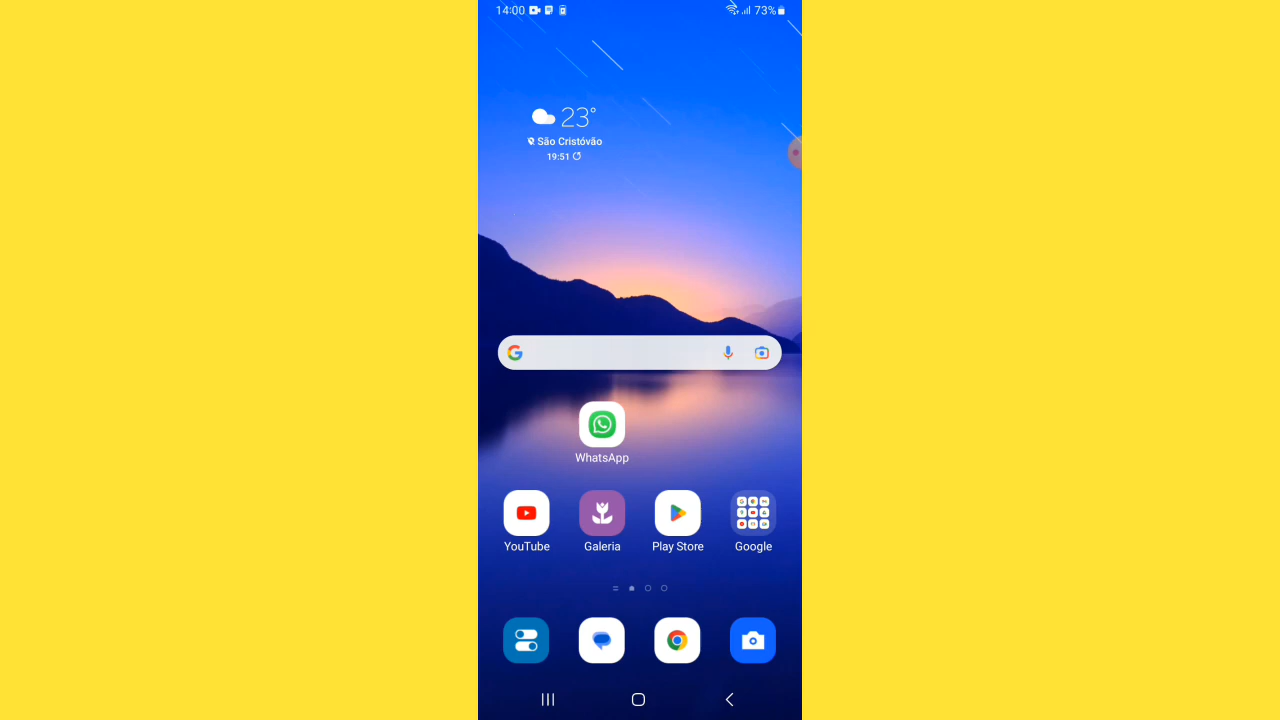 14:00 73%
23°
São Cristóvão
19:51
WhatsApp
YouTube Galeria Play Store Google